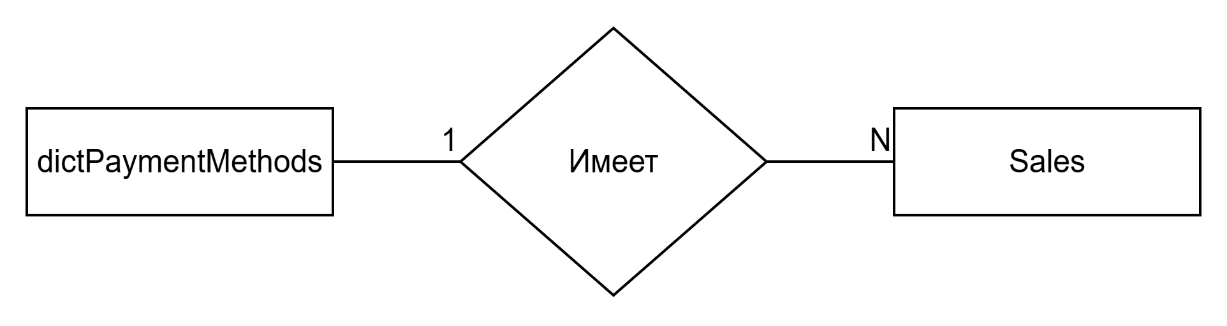 dictPaymentMethods
1
Имеет
N
Sales